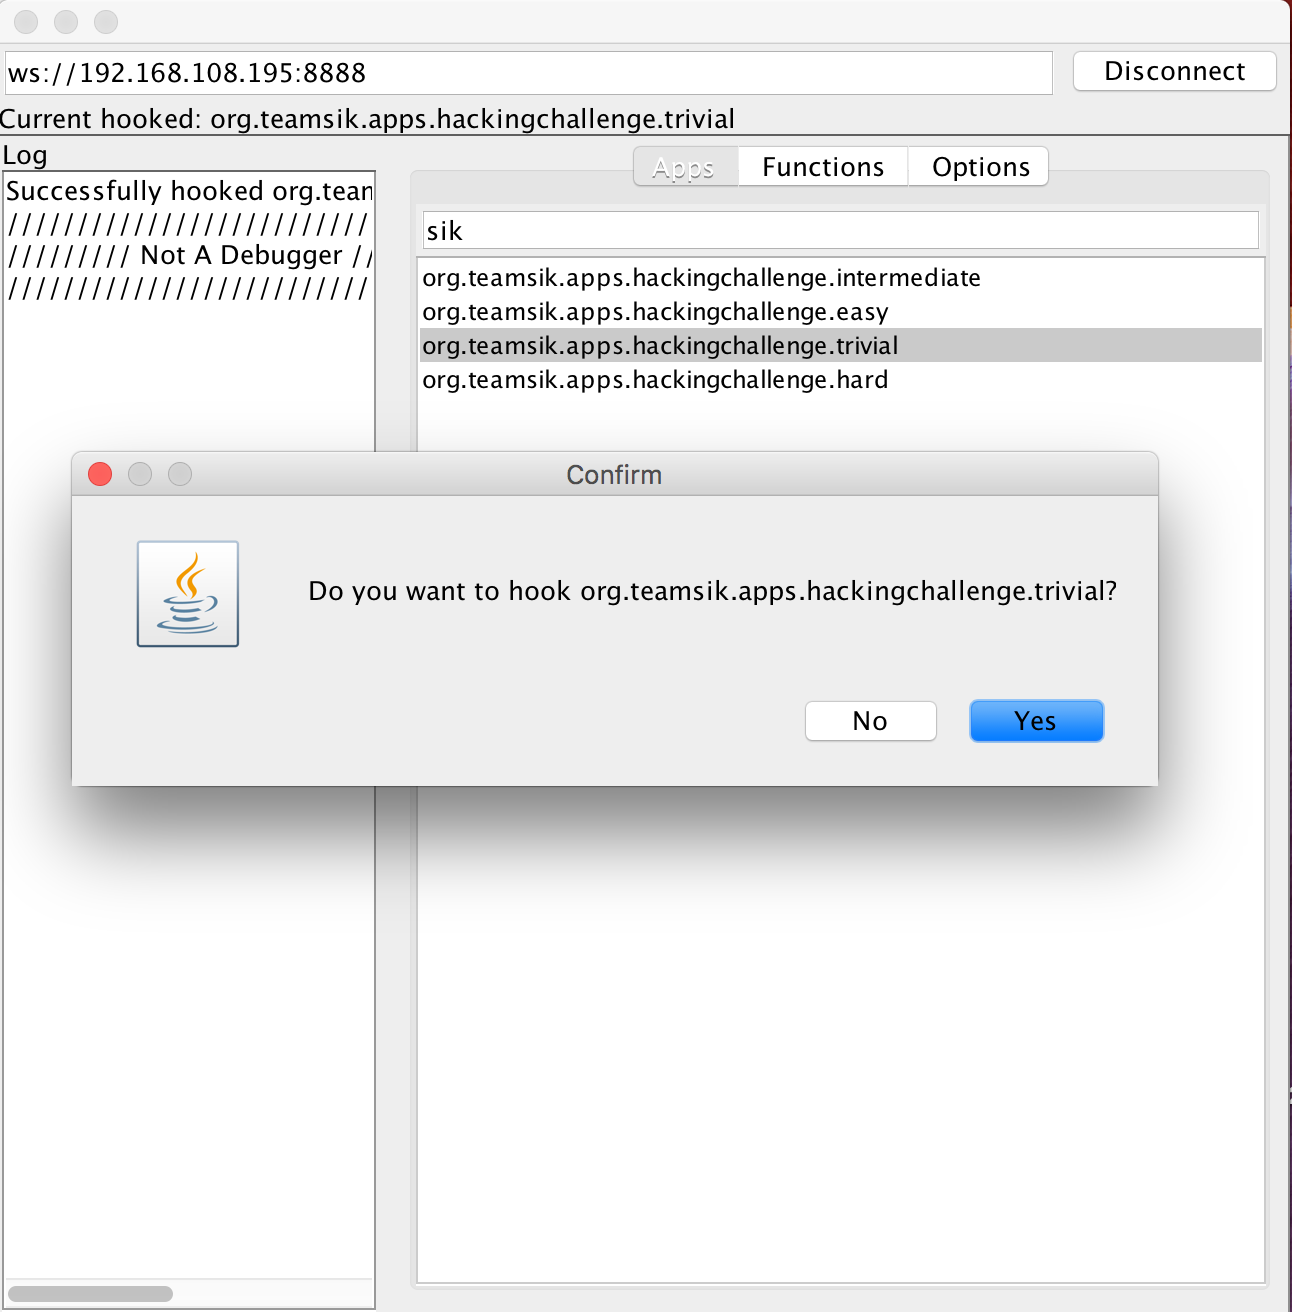 ws://192.168.108.195:8888
Disconnect
Current hooked: org.teamsik.apps.hackingchallenge.trivial
Log
Successfully hooked org.tean
//////////////////////////
///////// Not A Debugger //
//////////////////////////
Apps
Functions
Options
sik
org.teamsik.apps.hackingchallenge.intermediate
org.teamsik.apps.hackingchallenge.easy
org.teamsik.apps.hackingchallenge.trivial
org.teamsik.apps.hackingchallenge.hard
Confirm
Do you want to hook org.teamsik.apps.hackingchallenge.trivial?
No
Yes